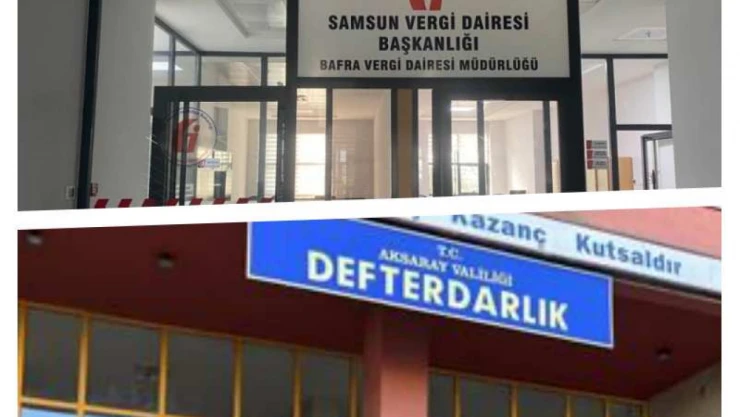 SAMSUN VERGİ DAİRESİ
BAŞKANLIĞI
BAFRA VERGİ DAİRESİ MÜDÜRLÜĞÜ
Kazanç Kutsaldır
T.C.
AKSARAY VALİLİĞİ
DEFTERDARLIK